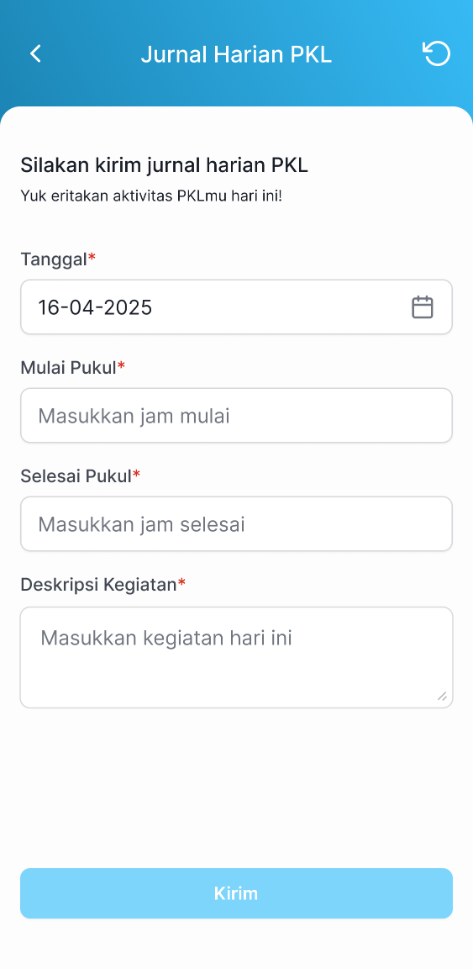 Jurnal Harian PKL
Silakan kirim jurnal harian PKL
Yuk eritakan aktivitas PKLmu hari ini!
Tanggal*
16-04-2025
Mulai Pukul*
Masukkan jam mulai
Selesai Pukul*
Masukkan jam selesai
Deskripsi Kegiatan*
Masukkan kegiatan hari ini
Kirim